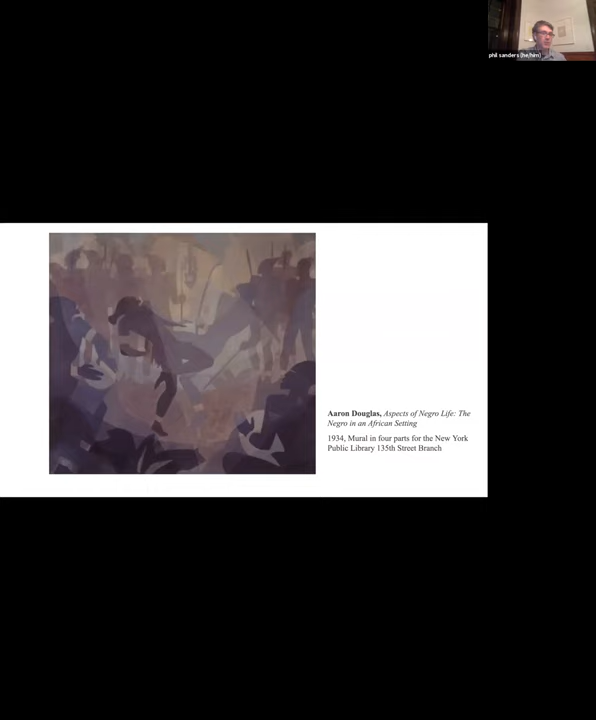 phil sanders (he/him)
Aaron Douglas, Aspects of Negro Life: The
Negro in an African Setting
1934, Mural in four parts for the New York
Public Library 135th Street Branch